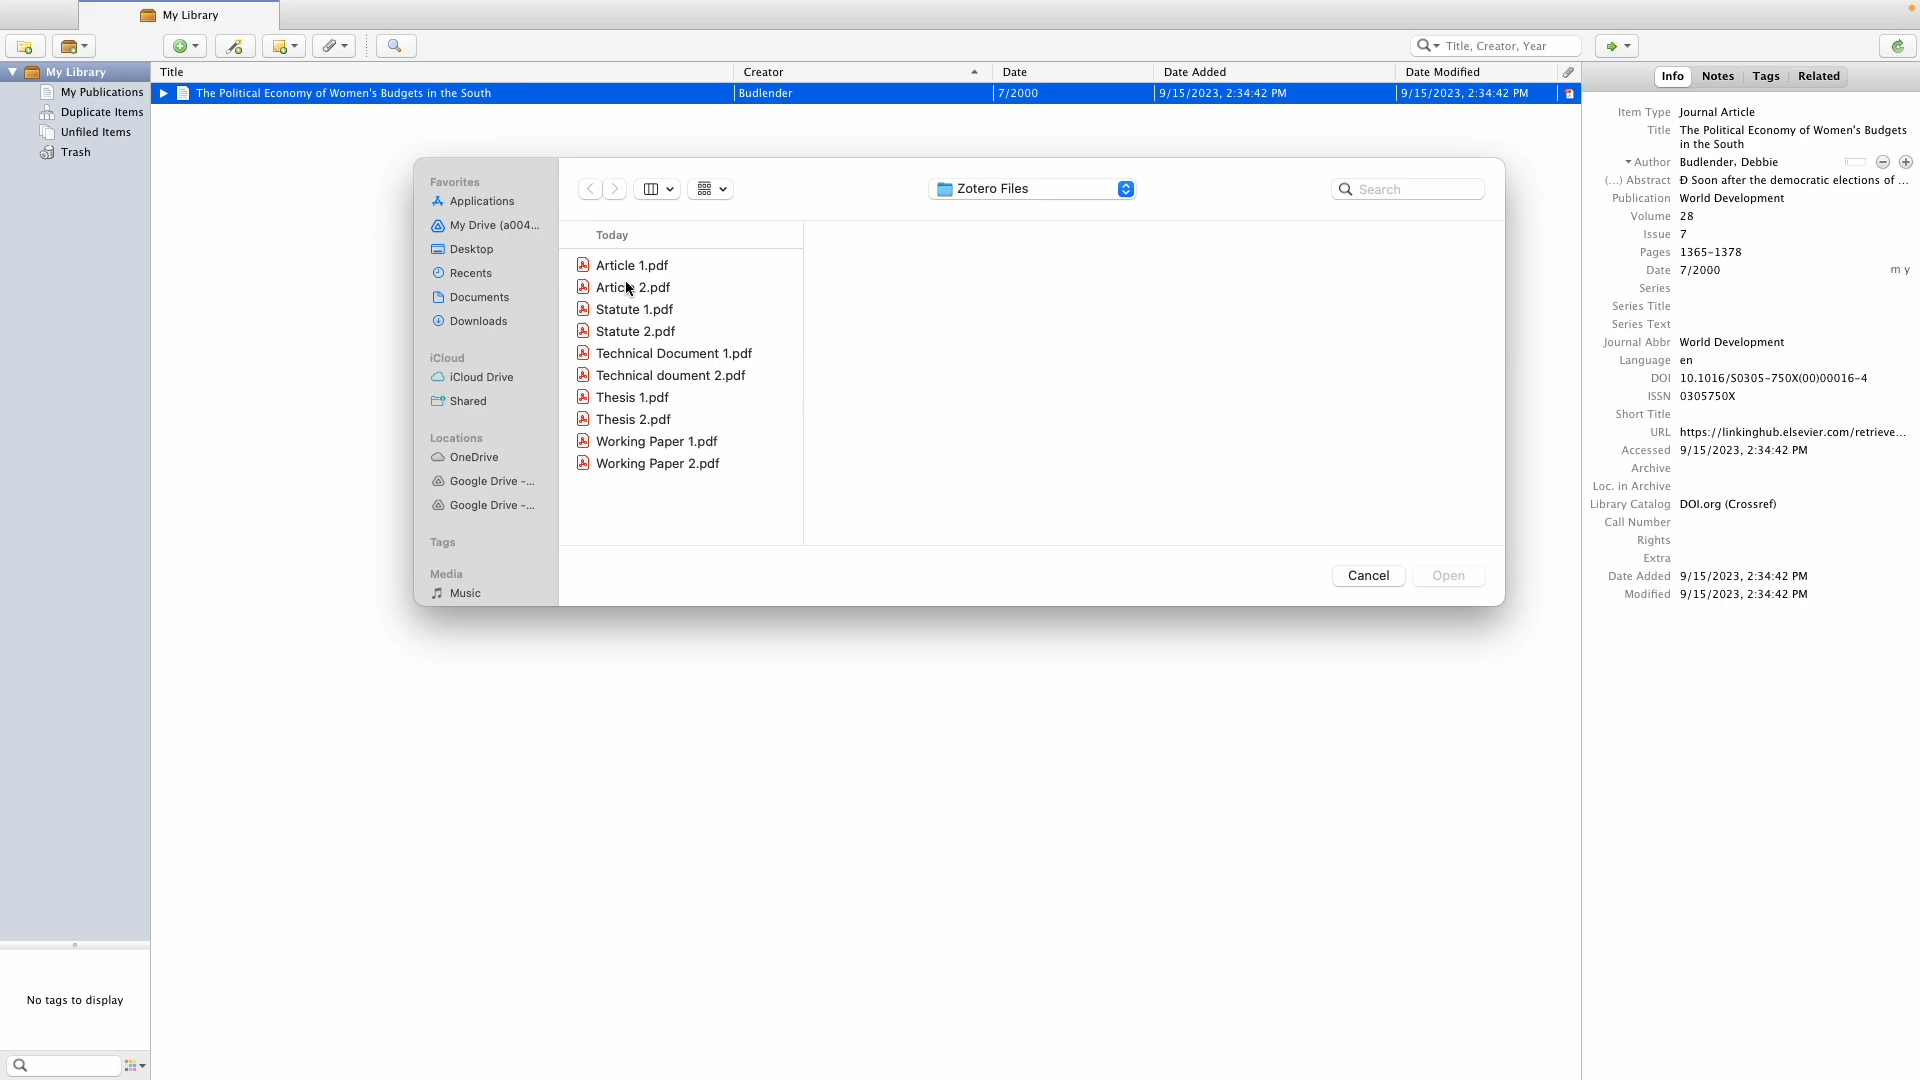 My Library
Title, Creator, Year
My Library
My Publications
Duplicate Items
Unfiled Items
Trash
No tags to display
Title Creator Date Date Added Date Modified
The Political Economy of Women's Budgets in the South Budlender 7/2000 9/15/2023, 2:34:42 PM 9/15/2023, 2:34:42 PM
Favorites
Applications
My Drive (a004...
Desktop
Recents
Documents
Downloads
iCloud
iCloud Drive
Shared
Locations
OneDrive
Google Drive -...
Google Drive -...
Tags
Media
Music
Zotero Files
Search
Today
Article 1.pdf
Article 2.pdf
Statute 1.pdf
Statute 2.pdf
Technical Document 1.pdf
Technical doument 2.pdf
Thesis 1.pdf
Thesis 2.pdf
Working Paper 1.pdf
Working Paper 2.pdf
Cancel Open
Info Notes Tags Related
Item Type Journal Article
Title The Political Economy of Women's Budgets
in the South
Author Budlender, Debbie
(...) Abstract Đ Soon after the democratic elections of ...
Publication World Development
Volume 28
Issue 7
Pages 1365-1378
Date 7/2000 m y
Series
Series Title
Series Text
Journal Abbr World Development
Language en
DOI 10.1016/S0305-750X(00)00016-4
ISSN 0305750X
Short Title
URL https://linkinghub.elsevier.com/retrieve...
Accessed 9/15/2023, 2:34:42 PM
Archive
Loc. in Archive
Library Catalog DOI.org (Crossref)
Call Number
Rights
Extra
Date Added 9/15/2023, 2:34:42 PM
Modified 9/15/2023, 2:34:42 PM